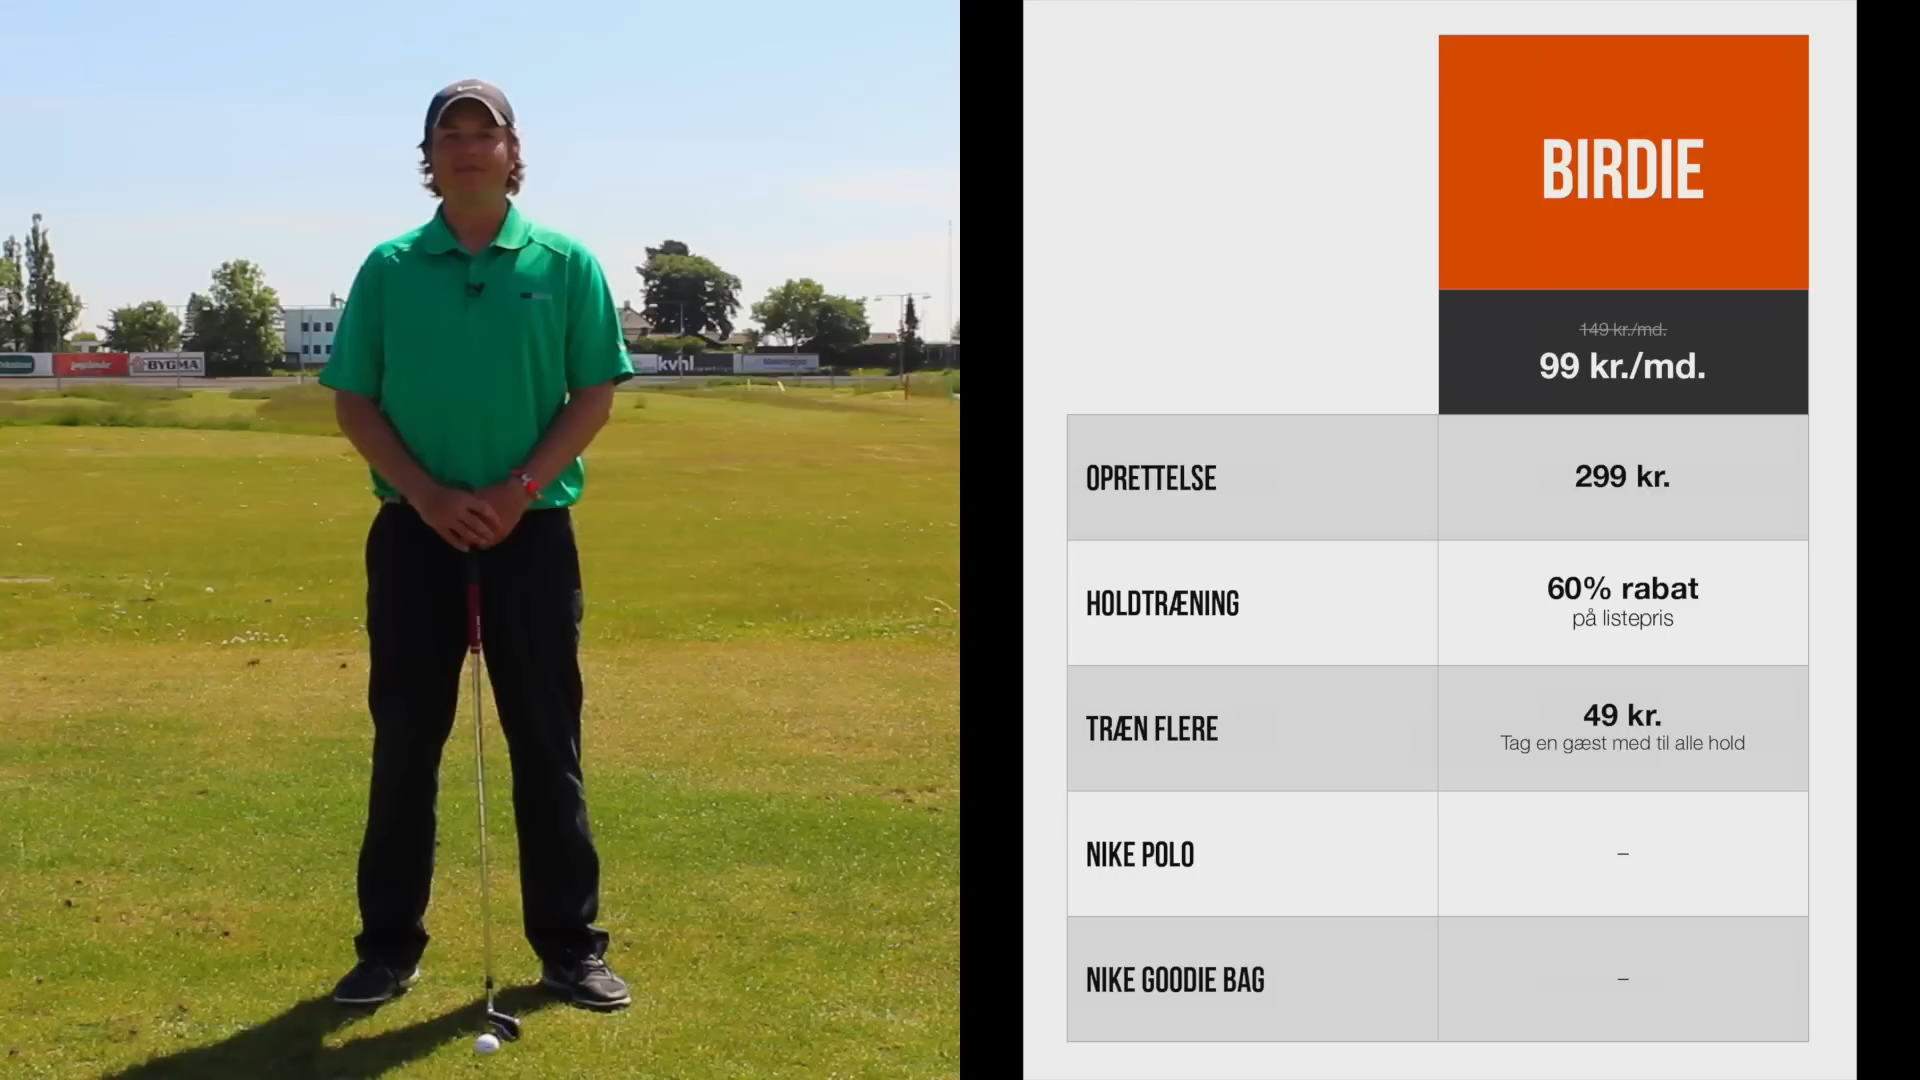 BYGMA
kvhl
BIRDIE
149 kr./md.
99 kr./md.
OPRETTELSE
299 kr.
HOLDTRÆNING
60% rabat
på listepris
TRÆN FLERE
49 kr.
Tag en gæst med til alle hold
NIKE POLO
–
NIKE GOODIE BAG
–